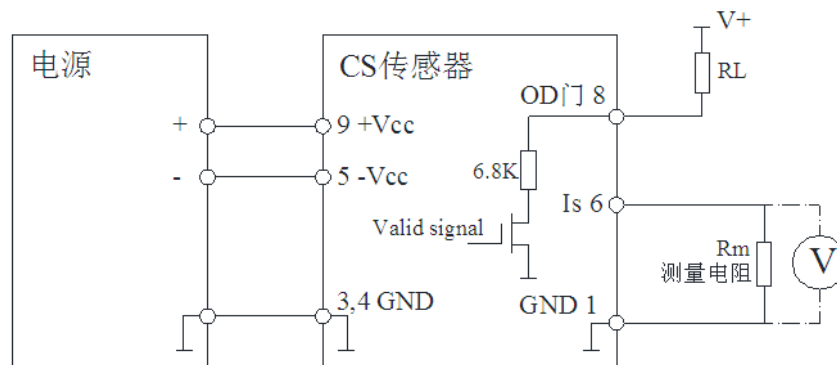 电源
CS传感器
V+
RL
OD门 8
+
9 +Vcc
6.8K
-
5 -Vcc
Is 6
Valid signal
Rm
测量电阻
V
3,4 GND
GND 1